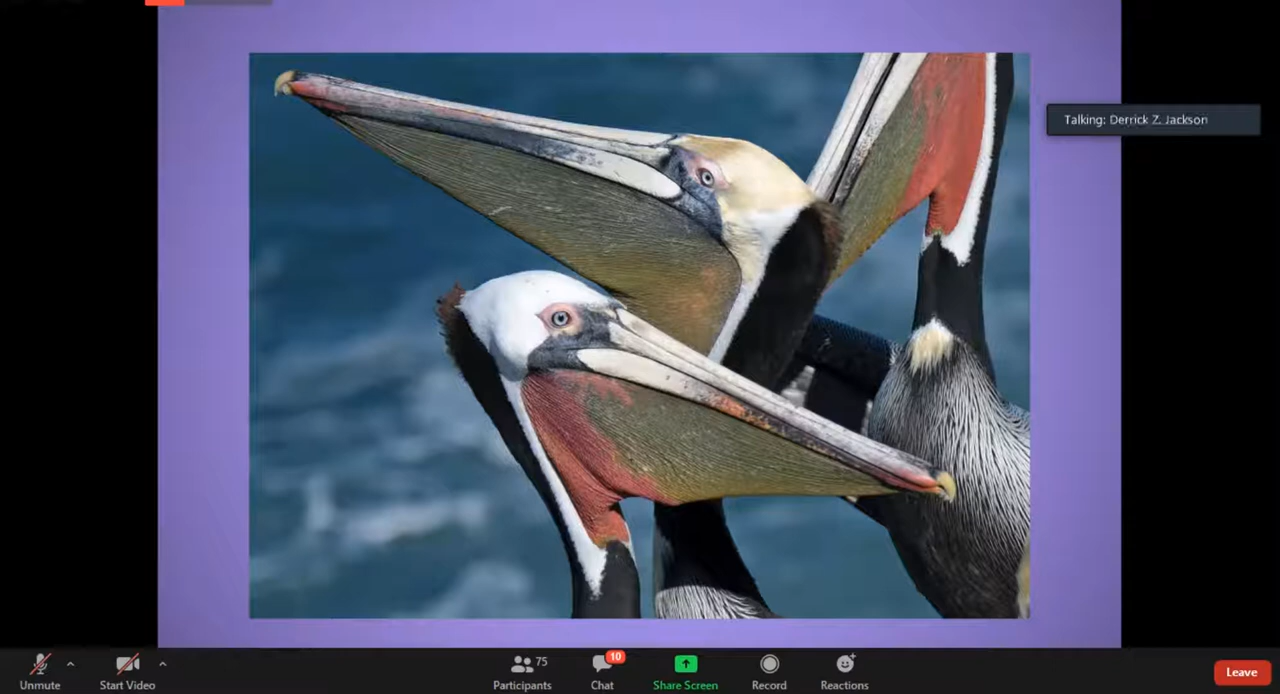 Talking: Derrick Z. Jackson
75
10
Unmute
Start Video
Participants
Chat
Share Screen
Record
Reactions
Leave